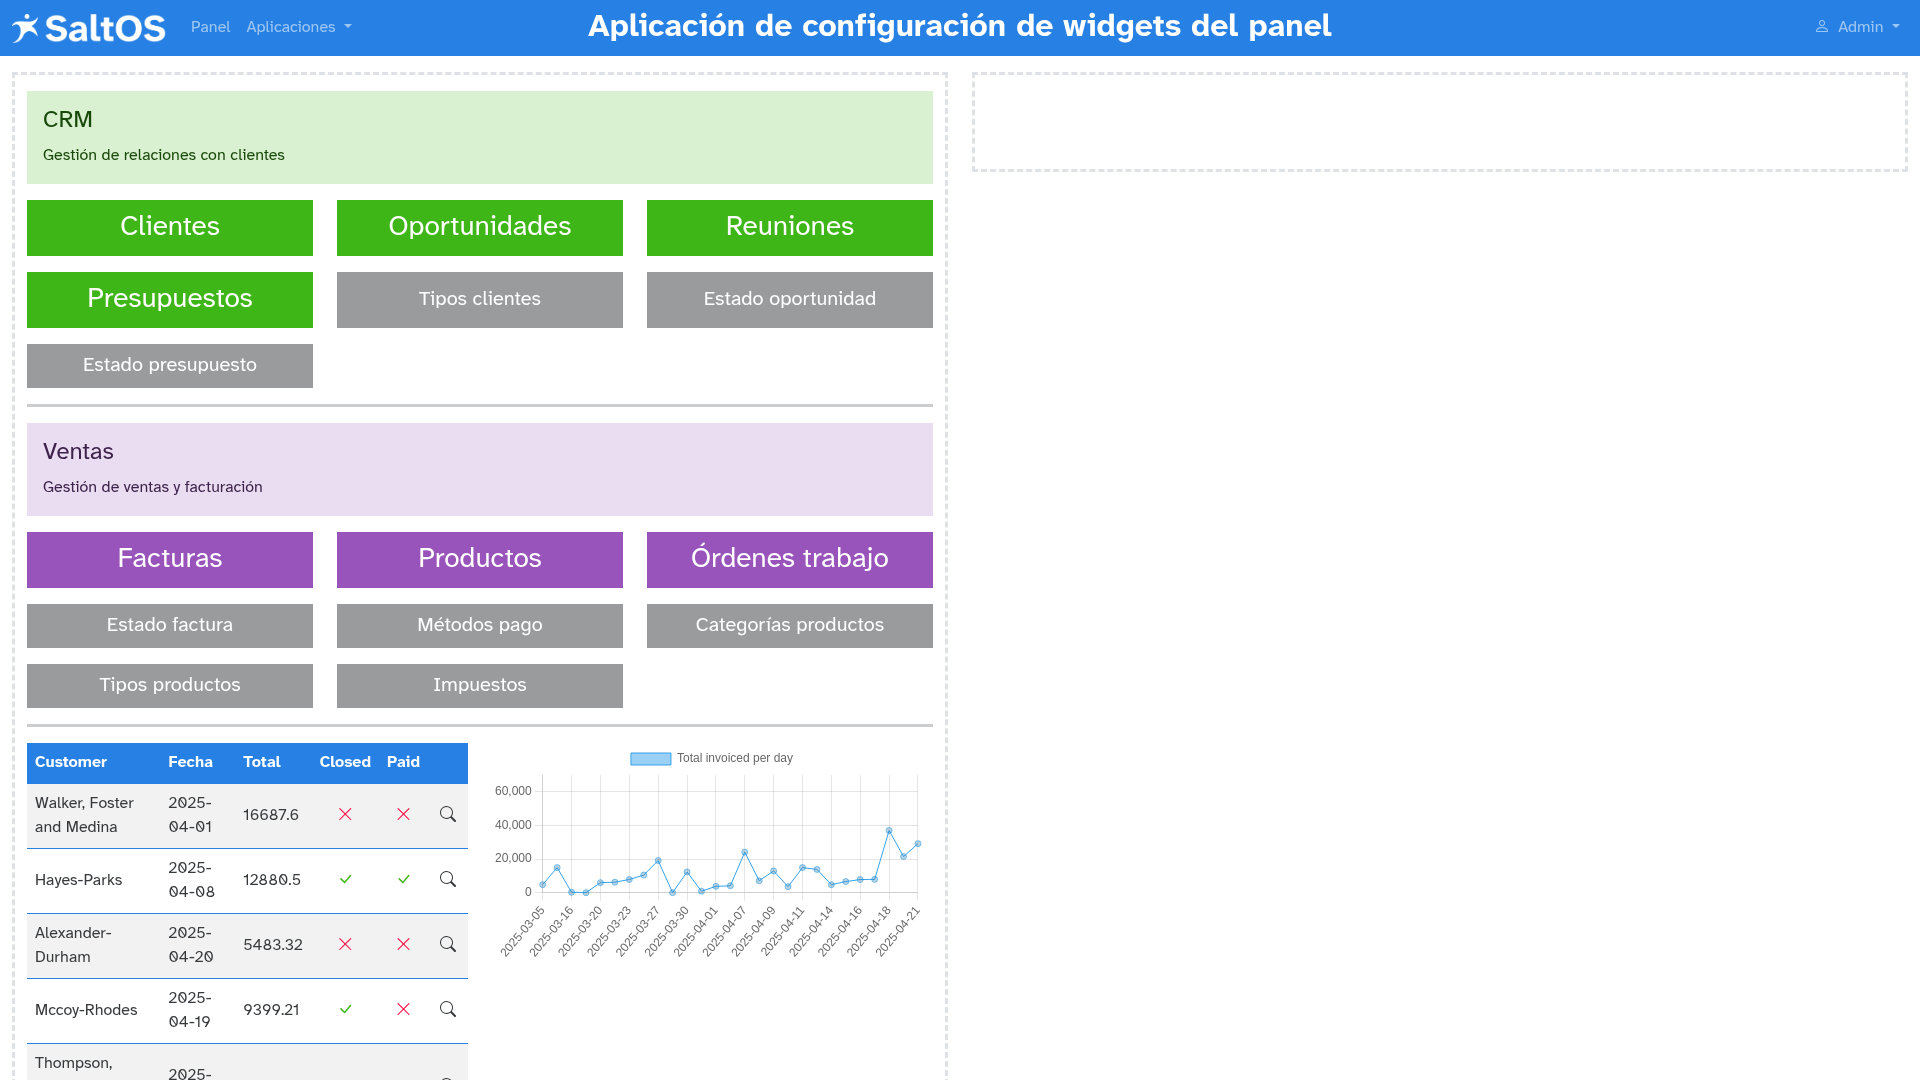 SaltOS
Panel
Aplicaciones
Aplicación de configuración de widgets del panel
Admin
CRM
Gestión de relaciones con clientes
Clientes
Oportunidades
Reuniones
Presupuestos
Tipos clientes
Estado oportunidad
Estado presupuesto
Ventas
Gestión de ventas y facturación
Facturas
Productos
Órdenes trabajo
Estado factura
Métodos pago
Categorías productos
Tipos productos
Impuestos
Customer Fecha Total Closed Paid
Walker, Foster
and Medina
2025-
04-01
16687.6
Hayes-Parks
2025-
04-08
12880.5
Alexander-
Durham
2025-
04-20
5483.32
Mccoy-Rhodes
2025-
04-19
9399.21
Thompson,
2025-
Total invoiced per day
60,000
40,000
20,000
0
2025-03-05
2025-03-16
2025-03-20
2025-03-23
2025-03-27
2025-03-30
2025-04-01
2025-04-07
2025-04-09
2025-04-11
2025-04-14
2025-04-16
2025-04-18
2025-04-21